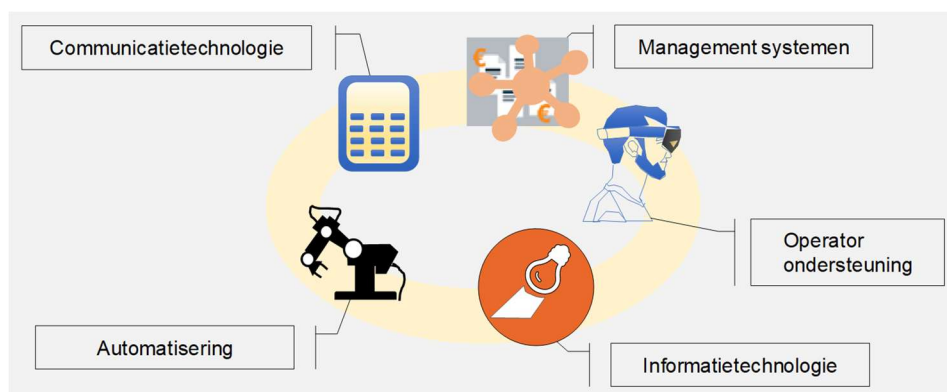 Communicatietechnologie
Management systemen
€
€
Operator
ondersteuning
Automatisering
Informatietechnologie